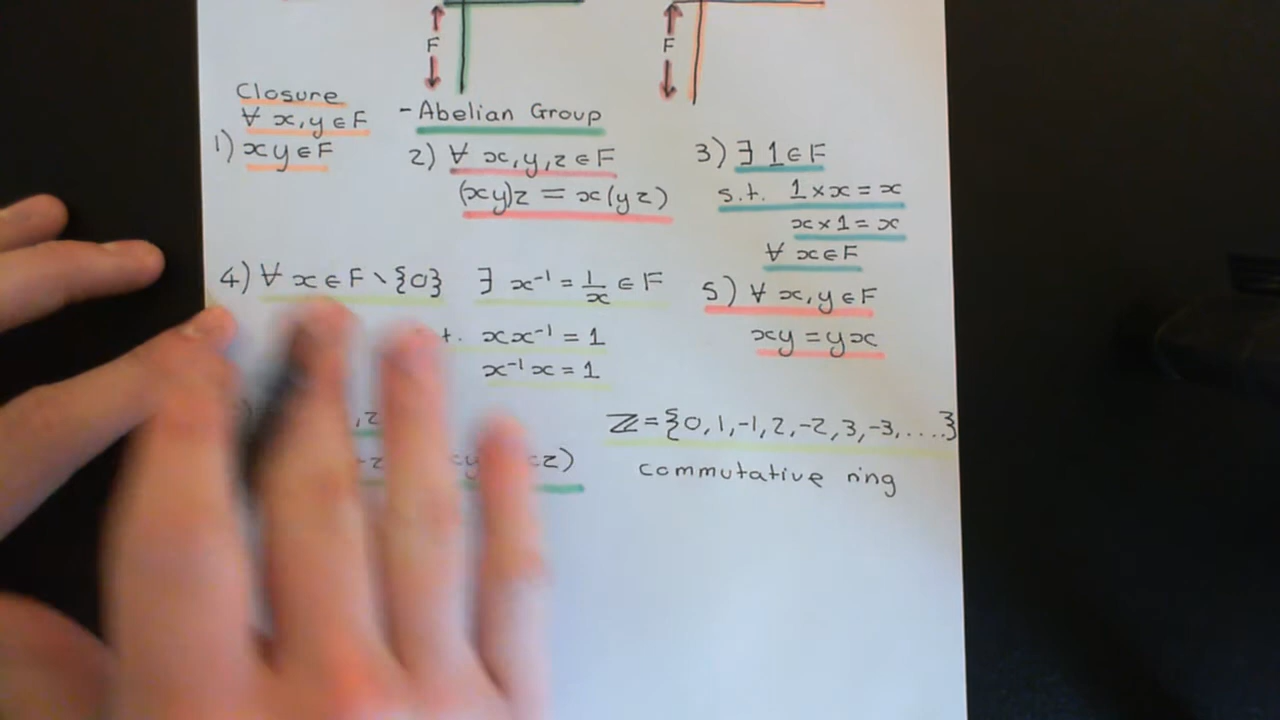 F
F
Closure
∀ x,y ∈ F
1) xy ∈ F
- Abelian Group
2) ∀ x,y,z ∈ F
(xy)z = x(yz)
3) ∃ 1 ∈ F
s.t. 1 × x = x
x × 1 = x
∀ x ∈ F
4) ∀ x ∈ F \ {0} ∃ x⁻¹ = 1/x ∈ F
t. xx⁻¹ = 1
x⁻¹x = 1
5) ∀ x,y ∈ F
xy = yx
,z
z)
ℤ = {0, 1, -1, 2, -2, 3, -3, ....}
commutative ring